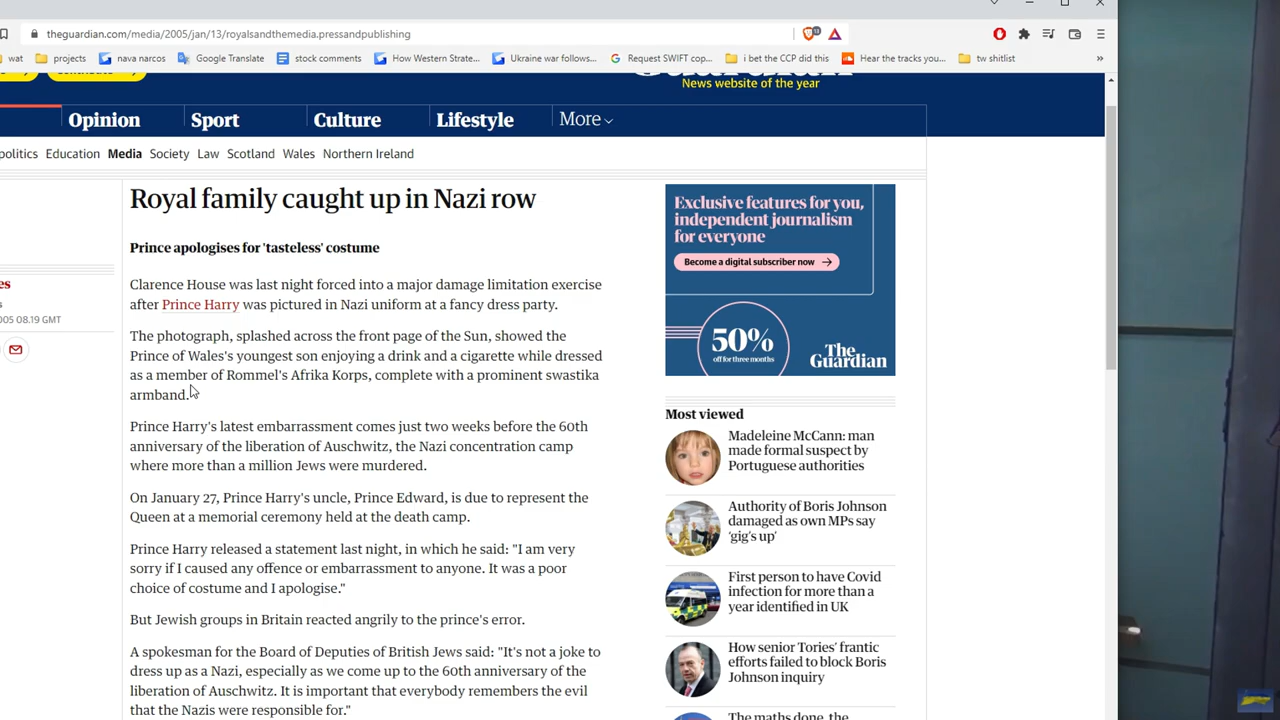 theguardian.com/media/2005/jan/13/royalsandthemedia.pressandpublishing
13
wat
projects
nava narcos
Google Translate
stock comments
How Western Strate...
Ukraine war follows...
Request SWIFT cop...
i bet the CCP did this
Hear the tracks you...
tw shitlist
»
News website of the year
Opinion
Sport
Culture
Lifestyle
More
politics
Education
Media
Society
Law
Scotland
Wales
Northern Ireland
Royal family caught up in Nazi row
Prince apologises for 'tasteless' costume
Clarence House was last night forced into a major damage limitation exercise
after Prince Harry was pictured in Nazi uniform at a fancy dress party.
The photograph, splashed across the front page of the Sun, showed the
Prince of Wales's youngest son enjoying a drink and a cigarette while dressed
as a member of Rommel's Afrika Korps, complete with a prominent swastika
armband.
Prince Harry's latest embarrassment comes just two weeks before the 60th
anniversary of the liberation of Auschwitz, the Nazi concentration camp
where more than a million Jews were murdered.
On January 27, Prince Harry's uncle, Prince Edward, is due to represent the
Queen at a memorial ceremony held at the death camp.
Prince Harry released a statement last night, in which he said: "I am very
sorry if I caused any offence or embarrassment to anyone. It was a poor
choice of costume and I apologise."
But Jewish groups in Britain reacted angrily to the prince's error.
A spokesman for the Board of Deputies of British Jews said: "It's not a joke to
dress up as a Nazi, especially as we come up to the 60th anniversary of the
liberation of Auschwitz. It is important that everybody remembers the evil
that the Nazis were responsible for."
es
s
005 08.19 GMT
Exclusive features for you,
independent journalism
for everyone
Become a digital subscriber now
50%
off for three months
The
Guardian
Most viewed
Madeleine McCann: man
made formal suspect by
Portuguese authorities
Authority of Boris Johnson
damaged as own MPs say
'gig's up'
First person to have Covid
infection for more than a
year identified in UK
How senior Tories' frantic
efforts failed to block Boris
Johnson inquiry
The maths done, the